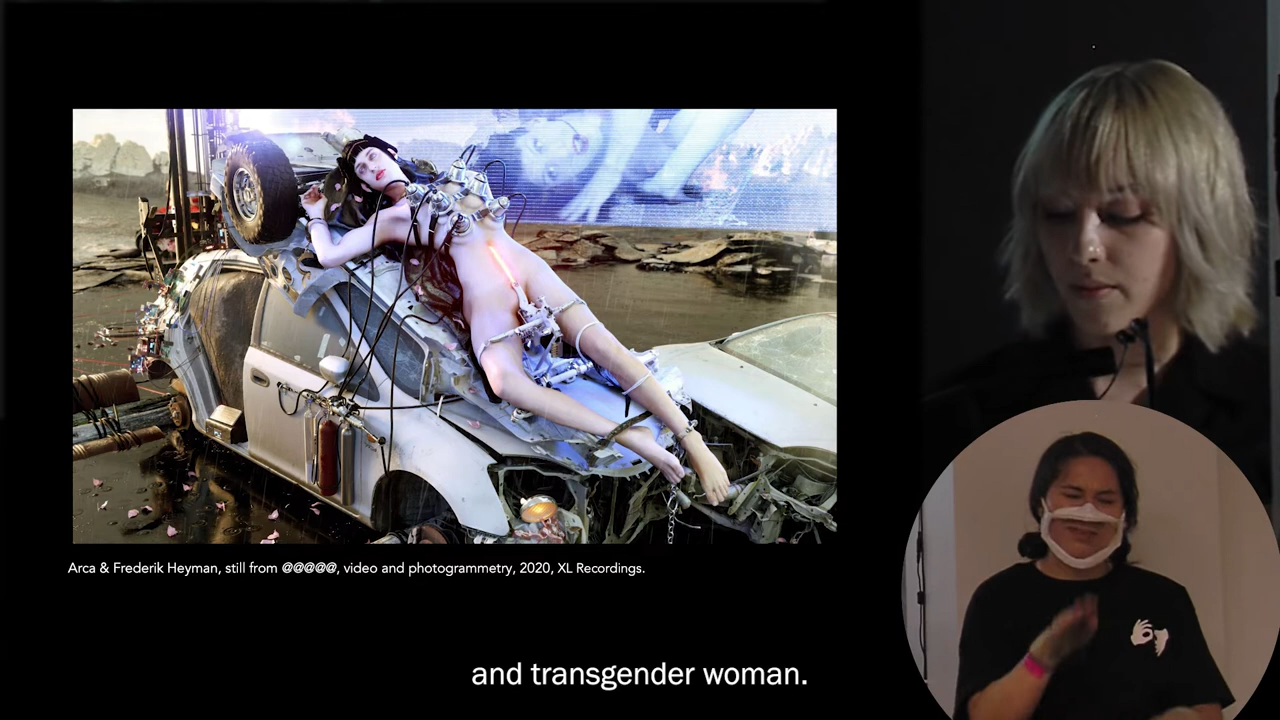 Arca & Frederik Heyman, still from @@@@@, video and photogrammetry, 2020, XL Recordings.
and transgender woman.